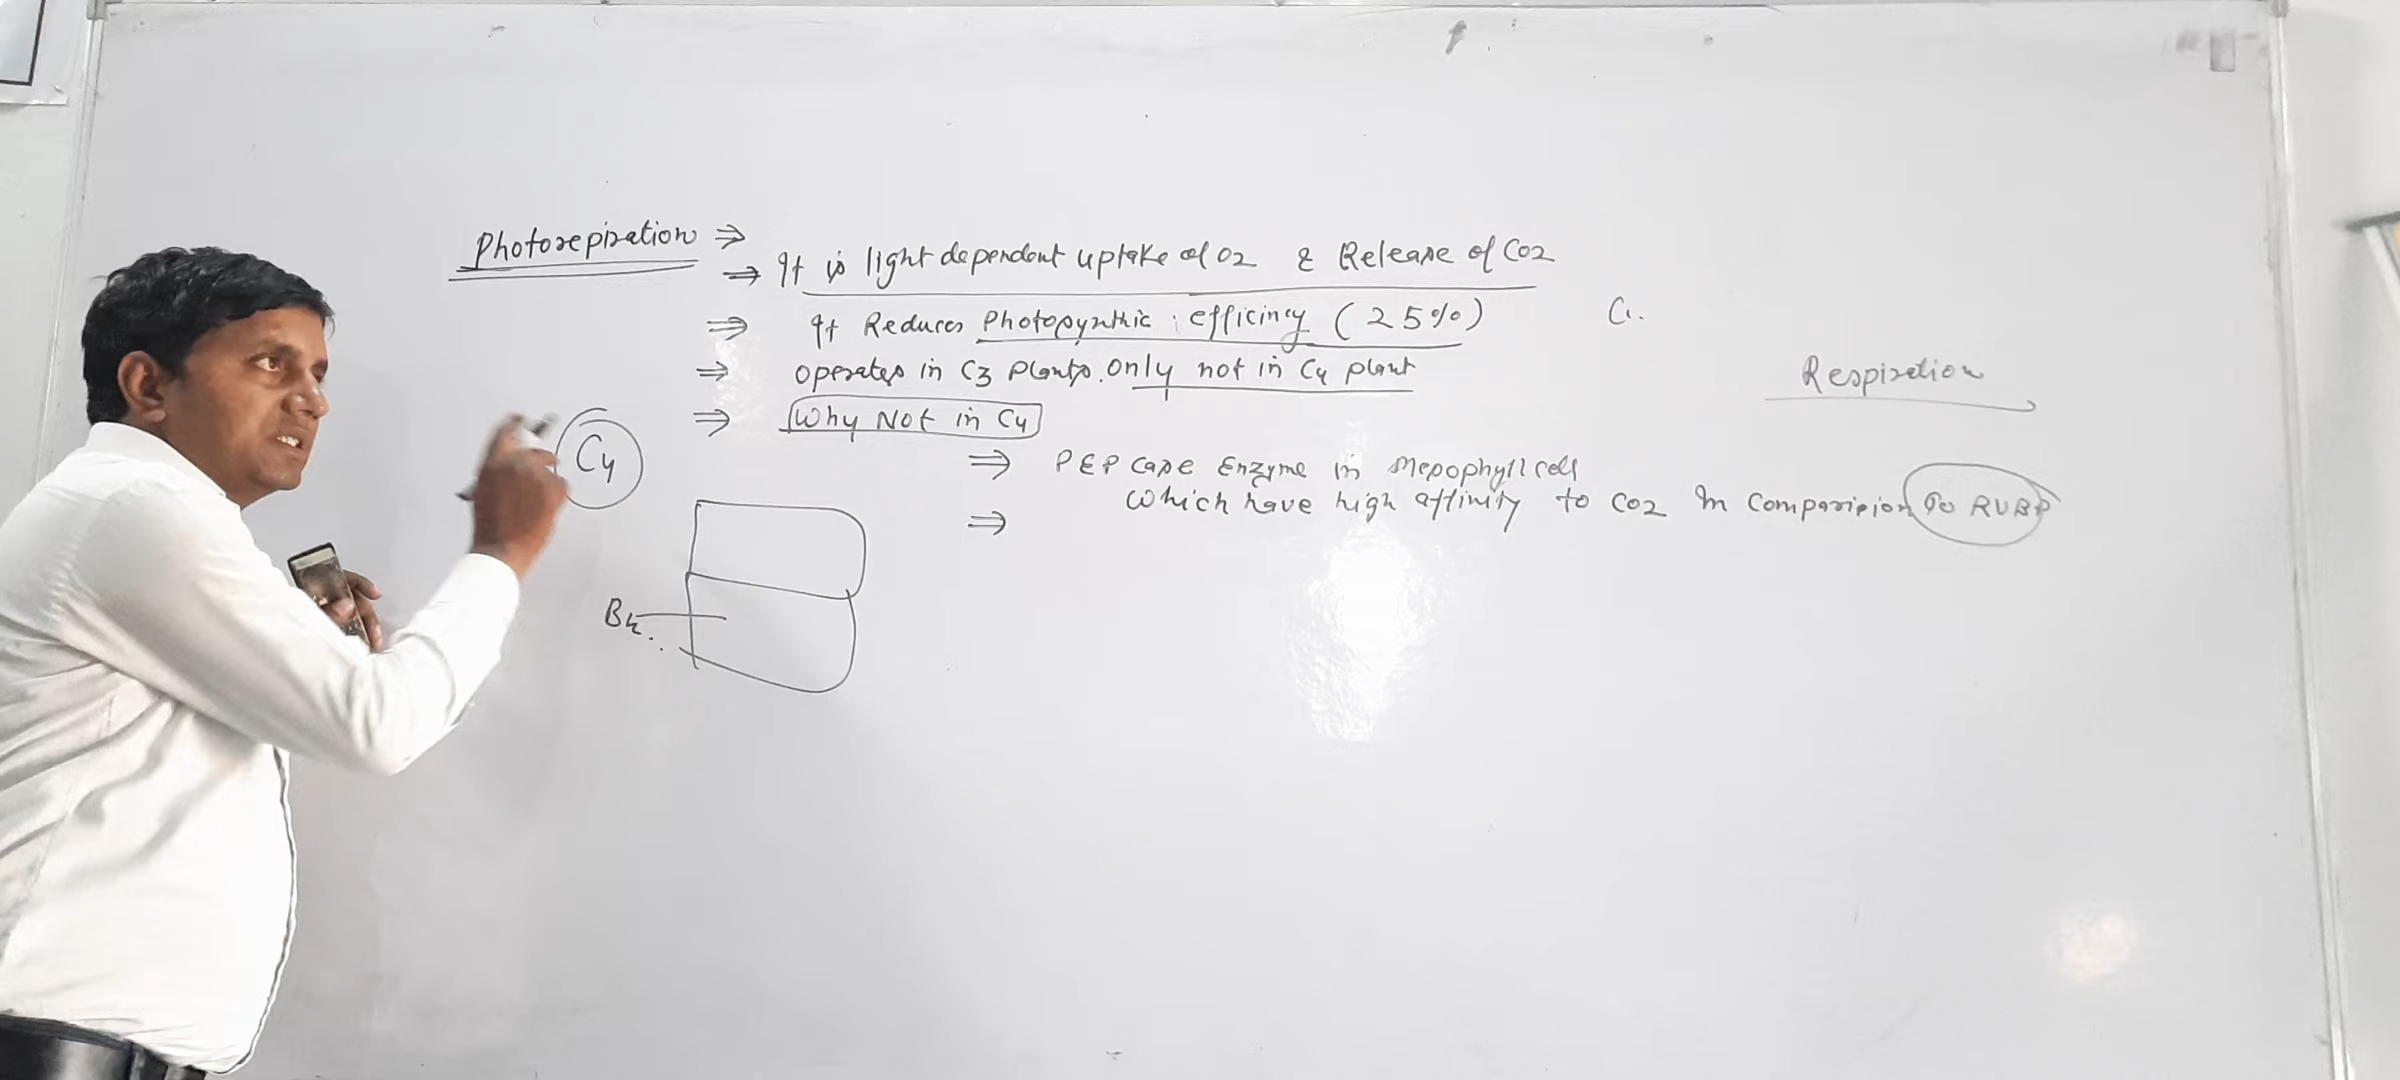 Photorepiration ⇒
⇒ It is light dependent uptake of O2 & Release of CO2
⇒ It Reduces Photosynthic efficincy (25%)
C.
⇒ operates in C3 Plants only not in C4 plant
Respiration
⇒ Why Not in C4
C4
⇒ PEP Case Enzyme in Mesophyll cell
which have high affinity to CO2 In Comparision to RUBP
⇒